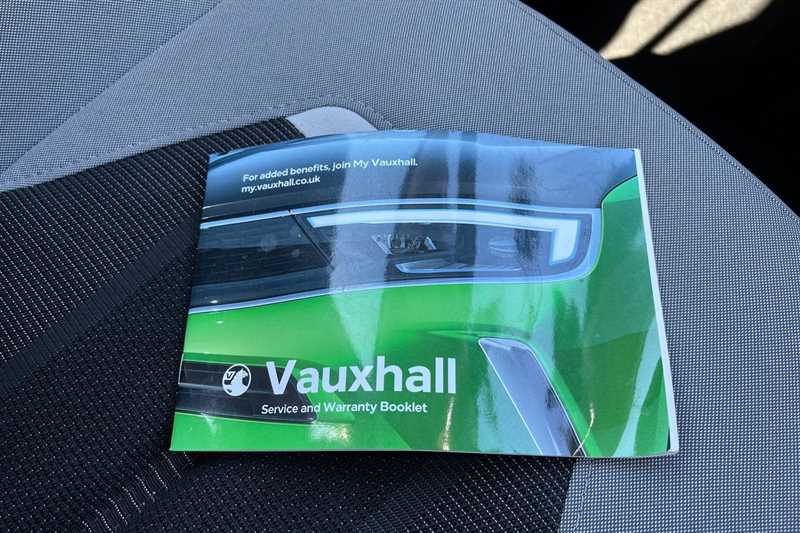 For added benefits, join My Vauxhall.
my.vauxhall.co.uk
Vauxhall
Service and Warranty Booklet